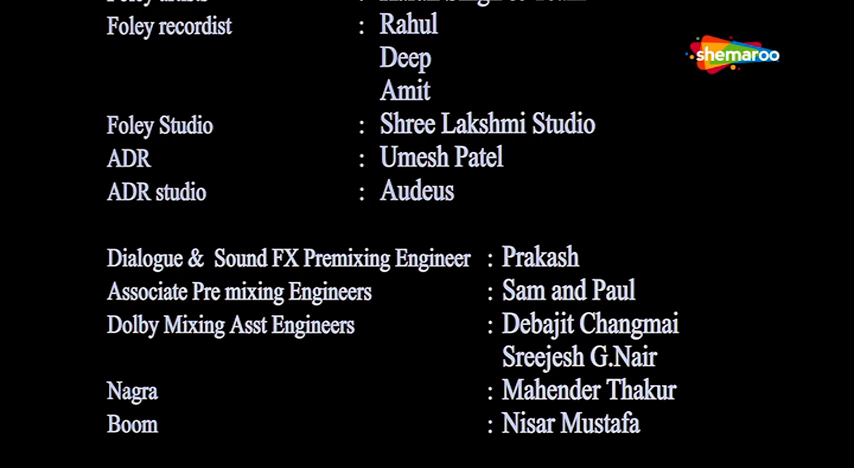 Foley recordist : Rahul
Deep
shemaroo
Amit
Foley Studio : Shree Lakshmi Studio
ADR : Umesh Patel
ADR studio : Audeus
Dialogue & Sound FX Premixing Engineer : Prakash
Associate Pre mixing Engineers : Sam and Paul
Dolby Mixing Asst Engineers : Debajit Changmai
Sreejesh G.Nair
Nagra : Mahender Thakur
Boom : Nisar Mustafa